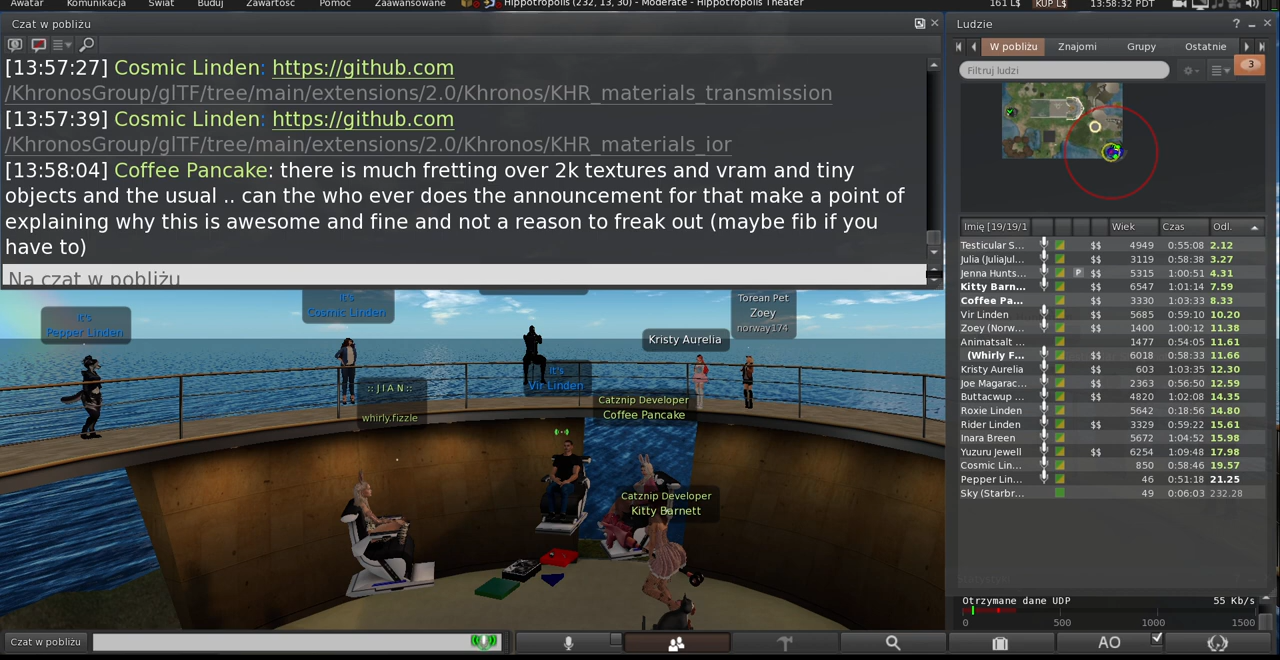 Awatar Komunikacja Świat Buduj Zawartość Pomoc Zaawansowane Hippotropolis (232, 13, 30) - Moderate - Hippotropolis Theater 161 L$ KUP L$ 13:58:32 PDT
Czat w pobliżu
[13:57:27] Cosmic Linden: https://github.com
/KhronosGroup/glTF/tree/main/extensions/2.0/Khronos/KHR_materials_transmission
[13:57:39] Cosmic Linden: https://github.com
/KhronosGroup/glTF/tree/main/extensions/2.0/Khronos/KHR_materials_ior
[13:58:04] Coffee Pancake: there is much fretting over 2k textures and vram and tiny
objects and the usual .. can the who ever does the announcement for that make a point of
explaining why this is awesome and fine and not a reason to freak out (maybe fib if you
have to)
Na czat w pobliżu
It's
Pepper Linden
It's
Cosmic Linden
It's
Vir Linden
Torean Pet
Zoey
norway174
Kristy Aurelia
:: J I A N ::
whirly.fizzle
Catznip Developer
Coffee Pancake
Catznip Developer
Kitty Barnett
Czat w pobliżu
Ludzie
W pobliżu Znajomi Grupy Ostatnie
Filtruj ludzi
3
Imię [19/19/1 Wiek Czas Odl.
Testicular S... $$ 4949 0:55:08 2.12
Julia (JuliaJul... $$ 3119 0:58:38 3.27
Jenna Hunts... P $$ 5315 1:00:51 4.31
Kitty Barn... $$ 6547 1:01:14 7.59
Coffee Pa... $$ 3330 1:03:33 8.33
Vir Linden $$ 5685 0:59:10 10.20
Zoey (Norw... $$ 1400 1:00:12 11.38
Animatsalt ... 1477 0:54:05 11.61
(Whirly F... $$ 6018 0:58:33 11.66
Kristy Aurelia $$ 603 1:03:35 12.30
Joe Magarac... $$ 2363 0:56:50 12.59
Buttacwup ... $$ 4820 1:02:08 14.35
Roxie Linden 5642 0:18:56 14.80
Rider Linden $$ 3329 0:59:22 15.61
Inara Breen 5672 1:04:52 15.98
Yuzuru Jewell $$ 6254 1:09:48 17.98
Cosmic Lin... 850 0:58:46 19.57
Pepper Lin... 46 0:51:18 21.25
Sky (Starbr... 49 0:06:03 232.28
Otrzymane dane UDP 55 Kb/s
0 500 1000 1500
AO